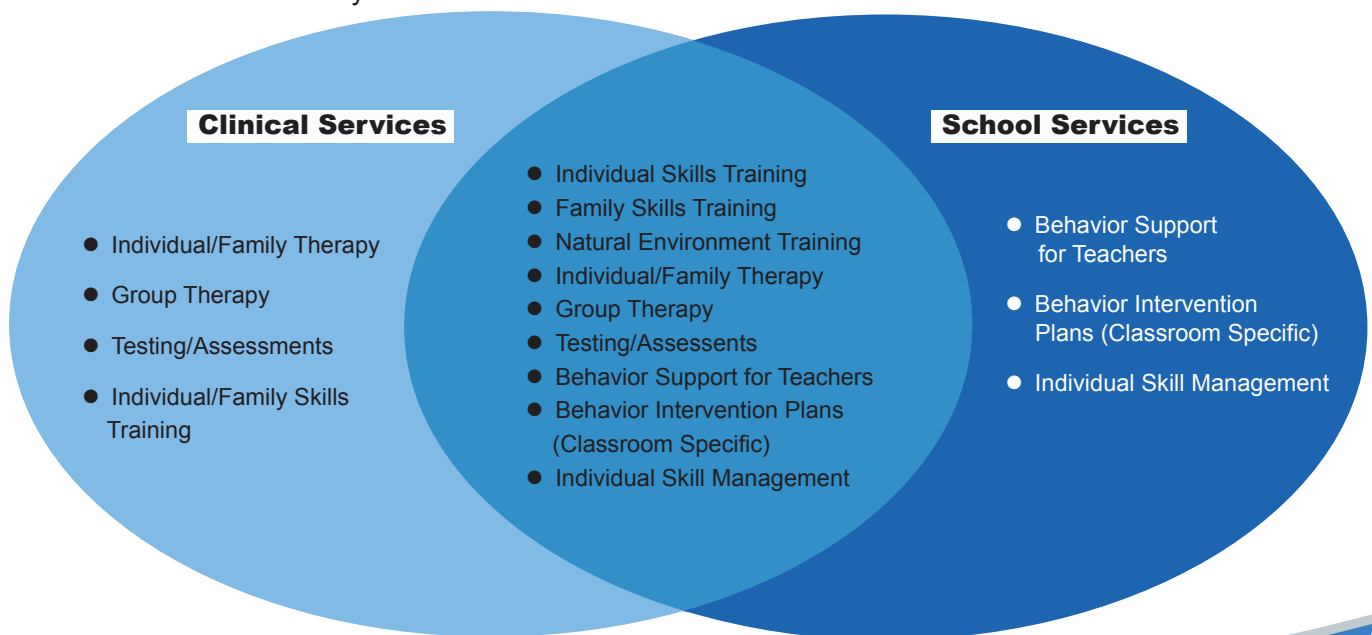 Clinical Services
● Individual/Family Therapy
● Group Therapy
● Testing/Assessments
● Individual/Family Skills
Training
● Individual Skills Training
● Family Skills Training
● Natural Environment Training
● Individual/Family Therapy
● Group Therapy
● Testing/Assessents
● Behavior Support for Teachers
● Behavior Intervention Plans
(Classroom Specific)
● Individual Skill Management
School Services
● Behavior Support
for Teachers
● Behavior Intervention
Plans (Classroom Specific)
● Individual Skill Management